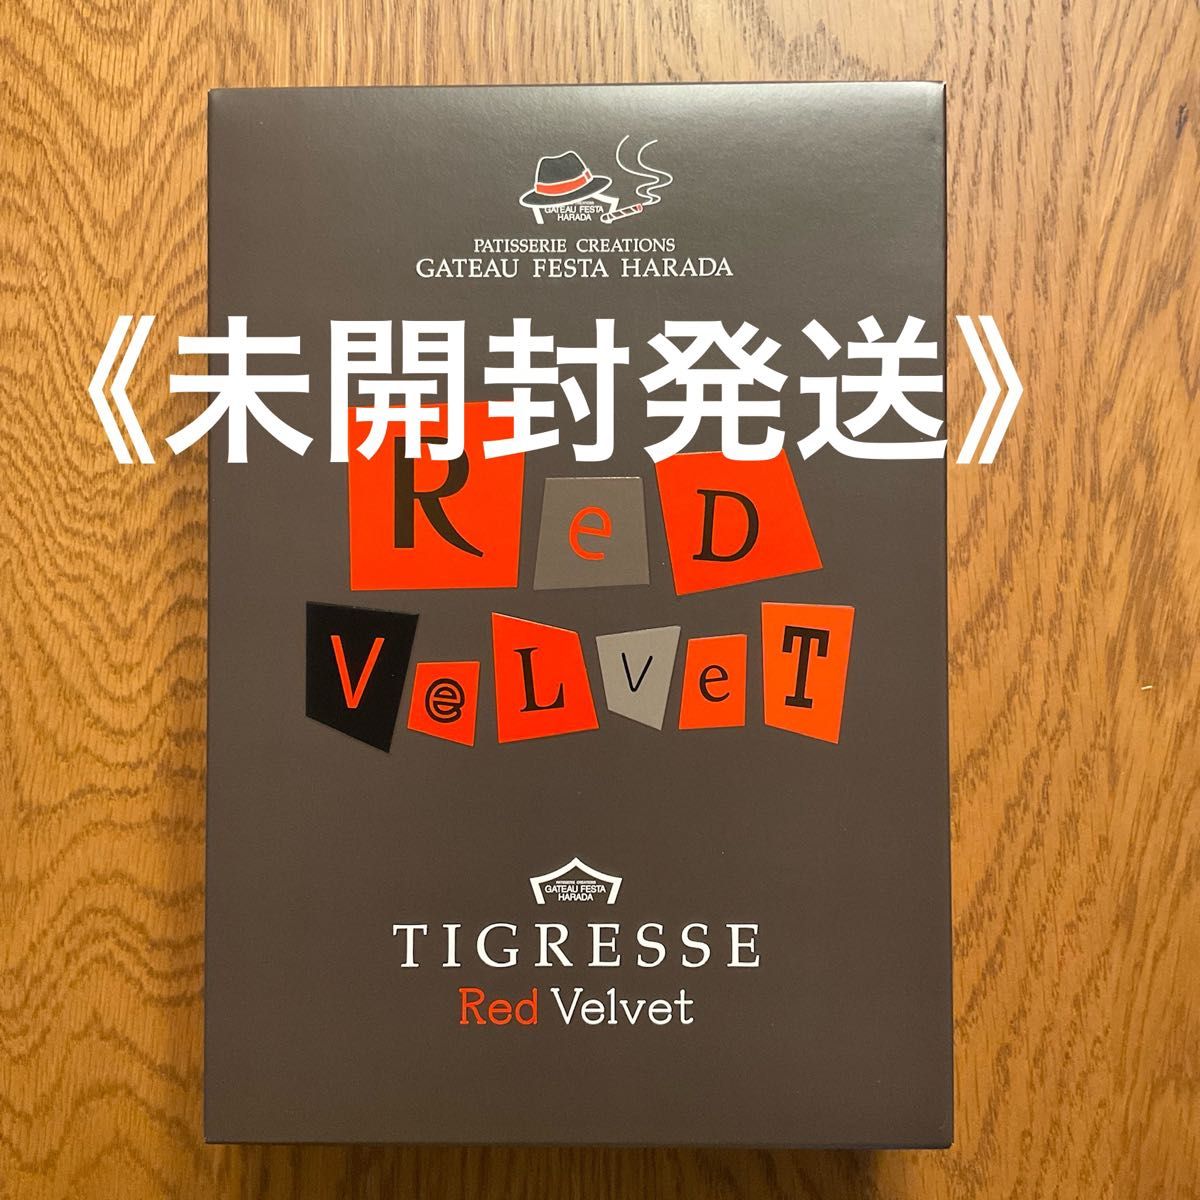 GATEAU FESTA
HARADA
PATISSERIE CREATIONS
GATEAU FESTA HARADA
《未開封発送》
ReD
VeLveT
PATISSERIE CREATIONS
GATEAU FESTA
HARADA
TIGRESSE
Red Velvet